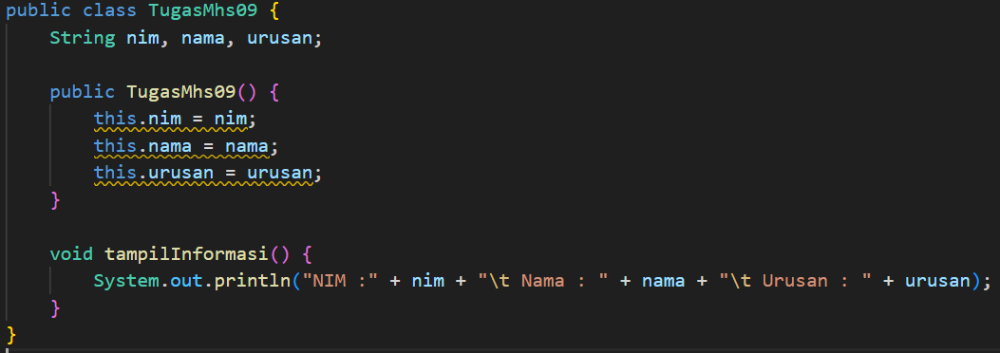 public class TugasMhs09 {
    String nim, nama, urusan;
    public TugasMhs09() {
        this.nim = nim;
        this.nama = nama;
        this.urusan = urusan;
    }
    void tampilInformasi() {
        System.out.println("NIM :" + nim + "\t Nama : " + nama + "\t Urusan : " + urusan);
    }
}